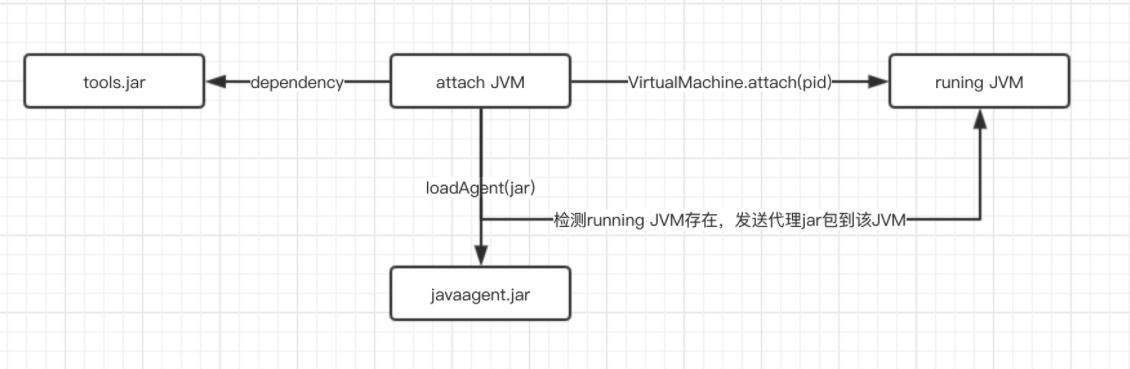 tools.jar
dependency
attach JVM
VirtualMachine.attach(pid)
runing JVM
loadAgent(jar)
检测running JVM存在，发送代理jar包到该JVM
javaagent.jar